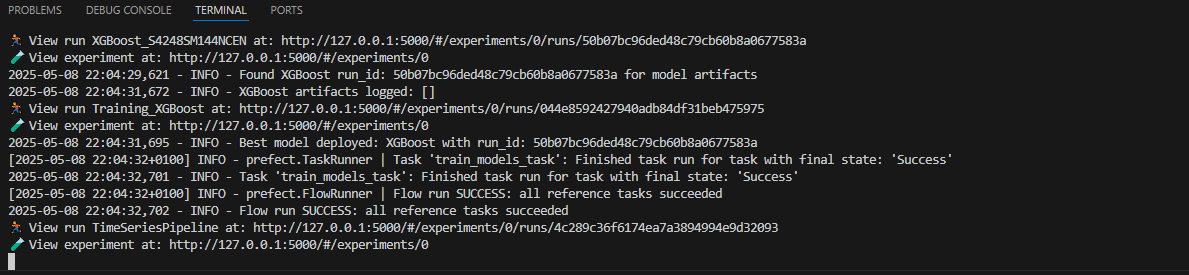 PROBLEMS DEBUG CONSOLE TERMINAL PORTS
🏃 View run XGBoost_S4248SM144NCEN at: http://127.0.0.1:5000/#/experiments/0/runs/50b07bc96ded48c79cb60b8a0677583a
🧪 View experiment at: http://127.0.0.1:5000/#/experiments/0
2025-05-08 22:04:29,621 - INFO - Found XGBoost run_id: 50b07bc96ded48c79cb60b8a0677583a for model artifacts
2025-05-08 22:04:31,672 - INFO - XGBoost artifacts logged: []
🏃 View run Training_XGBoost at: http://127.0.0.1:5000/#/experiments/0/runs/044e8592427940adb84df31beb475975
🧪 View experiment at: http://127.0.0.1:5000/#/experiments/0
2025-05-08 22:04:31,695 - INFO - Best model deployed: XGBoost with run_id: 50b07bc96ded48c79cb60b8a0677583a
[2025-05-08 22:04:32+0100] INFO - prefect.TaskRunner | Task 'train_models_task': Finished task run for task with final state: 'Success'
2025-05-08 22:04:32,701 - INFO - Task 'train_models_task': Finished task run for task with final state: 'Success'
[2025-05-08 22:04:32+0100] INFO - prefect.FlowRunner | Flow run SUCCESS: all reference tasks succeeded
2025-05-08 22:04:32,702 - INFO - Flow run SUCCESS: all reference tasks succeeded
🏃 View run TimeSeriesPipeline at: http://127.0.0.1:5000/#/experiments/0/runs/4c289c36f6174ea7a3894994e9d32093
🧪 View experiment at: http://127.0.0.1:5000/#/experiments/0